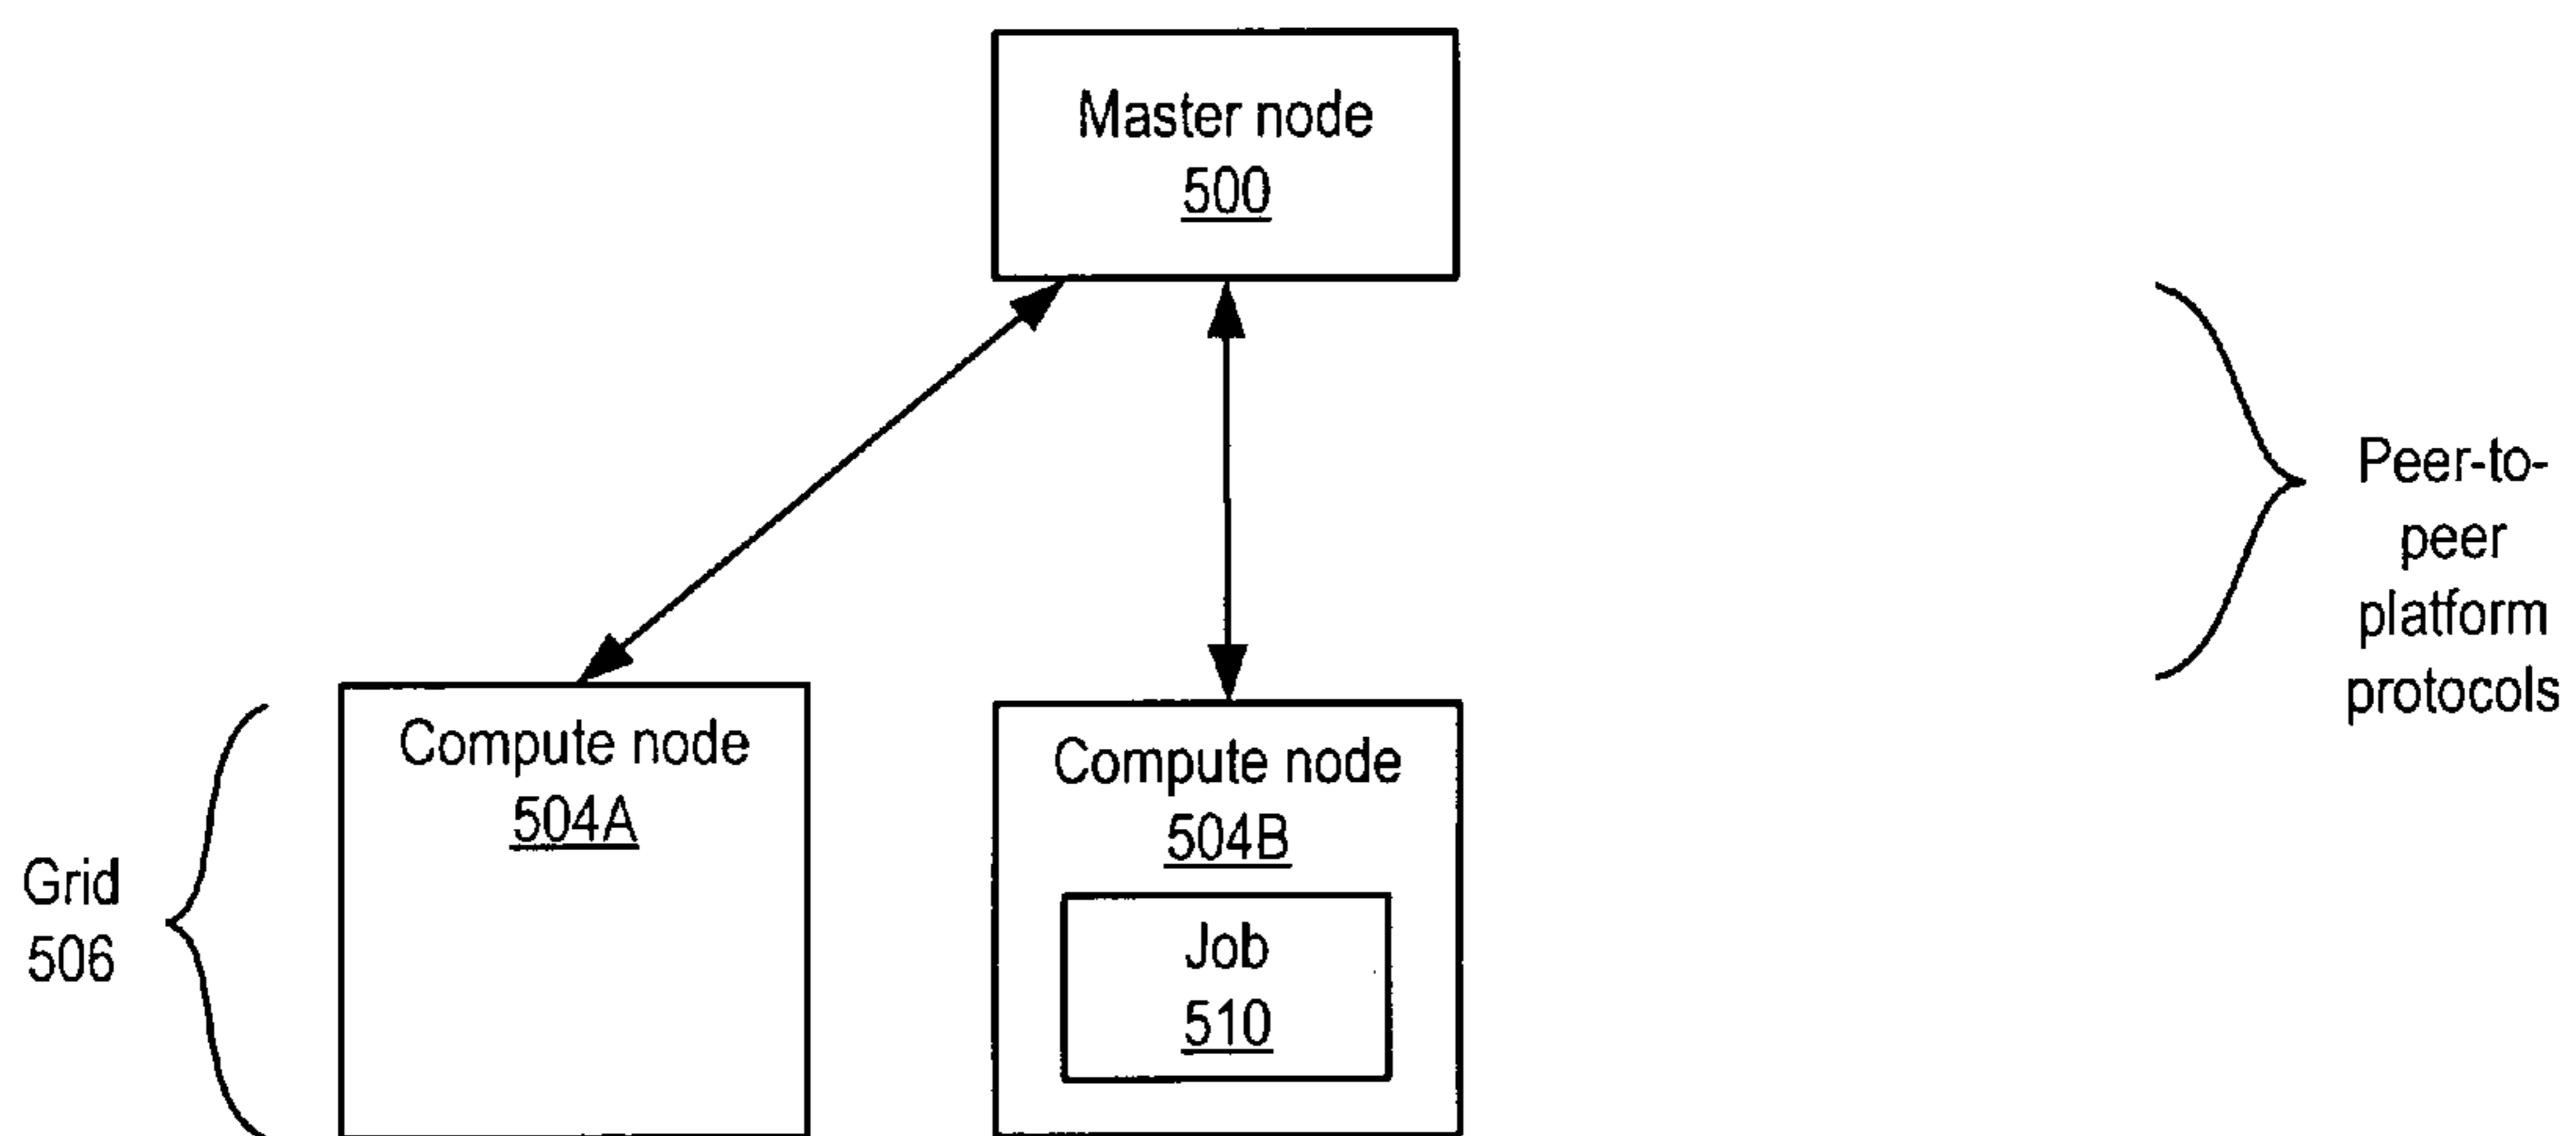 Master node
500
Peer-to-
peer
platform
protocols
Compute node
504A
Compute node
504B
Grid
506
Job
510